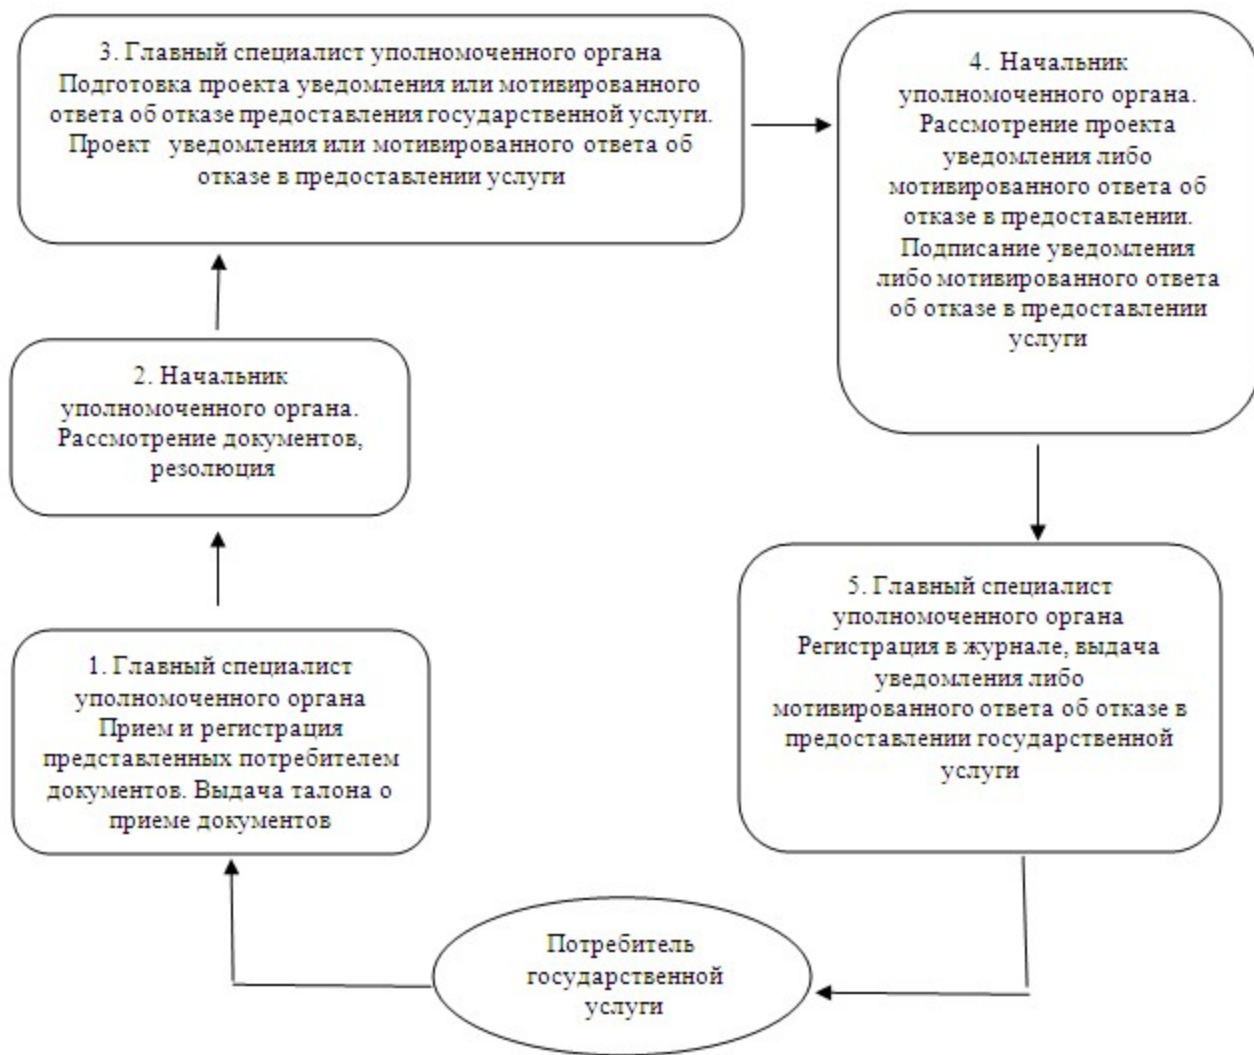 3. Главный специалист уполномоченного органа
Подготовка проекта уведомления или мотивированного
ответа об отказе предоставления государственной услуги.
Проект уведомления или мотивированного ответа об
отказе в предоставлении услуги
4. Начальник
уполномоченного органа.
Рассмотрение проекта
уведомления либо
мотивированного ответа об
отказе в предоставлении.
Подписание уведомления
либо мотивированного ответа
об отказе в предоставлении
услуги
2. Начальник
уполномоченного органа.
Рассмотрение документов,
резолюция
5. Главный специалист
уполномоченного органа
Регистрация в журнале, выдача
уведомления либо
мотивированного ответа об отказе в
предоставлении государственной
услуги
1. Главный специалист
уполномоченного органа
Прием и регистрация
представленных потребителем
документов. Выдача талона о
приеме документов
Потребитель
государственной
услуги